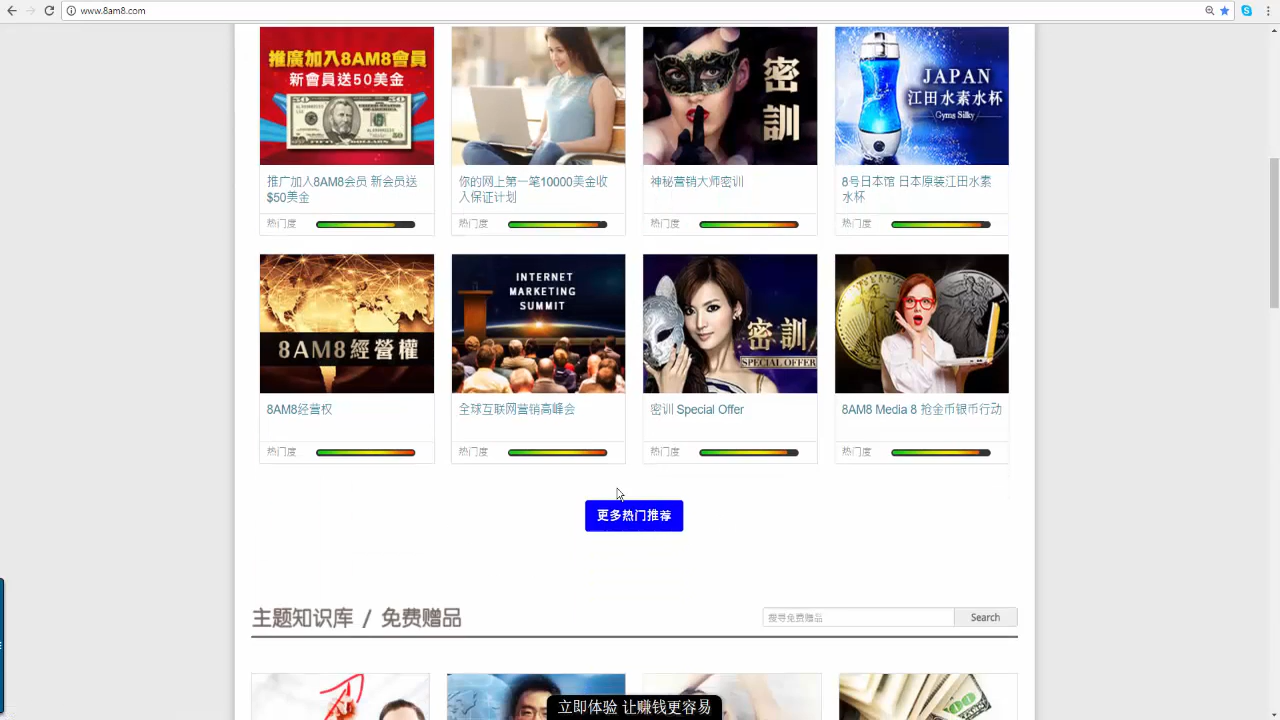 www.8am8.com
推廣加入8AM8會員
新會員送50美金
密訓
JAPAN
江田水素水杯
Gyms Silky
推广加入8AM8会员 新会员送
$50美金
你的网上第一笔10000美金收
入保证计划
神秘营销大师密训
8号日本馆 日本原装江田水素
水杯
热门度
热门度
热门度
热门度
8AM8經營權
INTERNET
MARKETING
SUMMIT
密訓
SPECIAL OFFER
8AM8经营权
全球互联网营销高峰会
密训 Special Offer
8AM8 Media 8 抢金币银币行动
热门度
热门度
热门度
热门度
更多热门推荐
主题知识库 / 免费赠品
搜寻免费赠品
Search
立即体验 让赚钱更容易